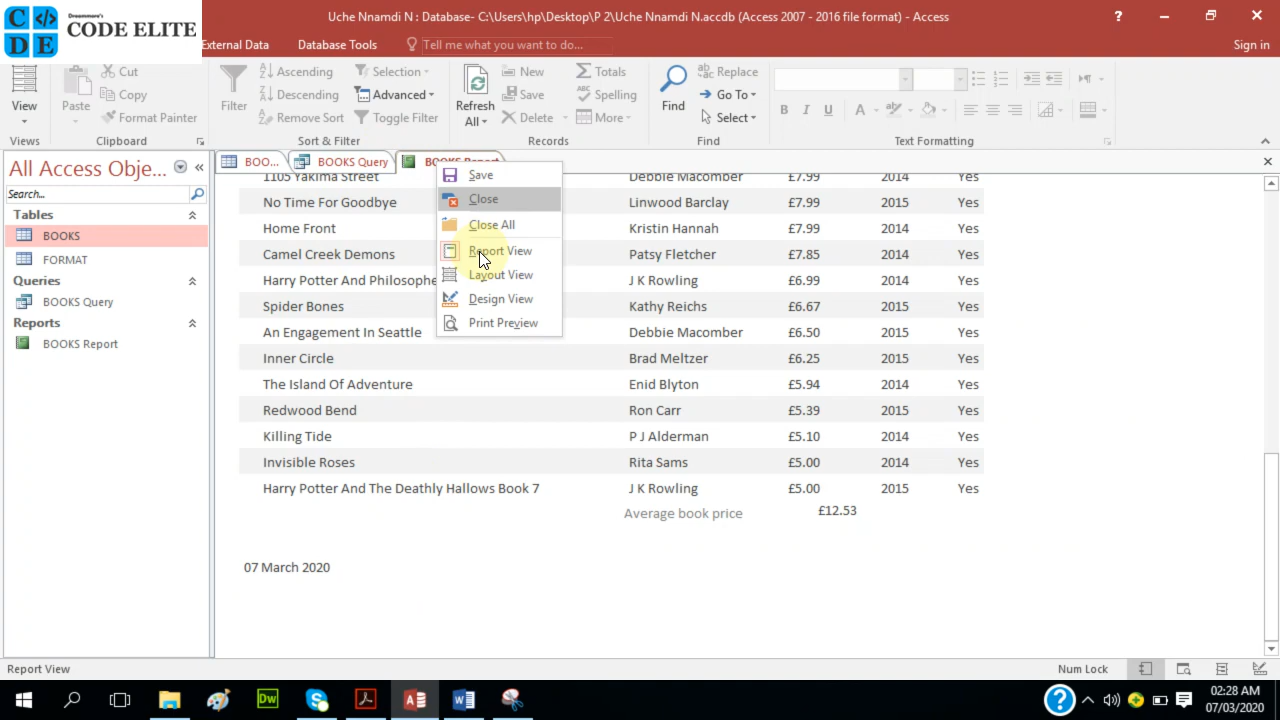 Uche Nnamdi N : Database- C:\Users\hp\Desktop\P 2\Uche Nnamdi N.accdb (Access 2007 - 2016 file format) - Access
?
Dreammore's
CODE ELITE
C </>
D E
External Data
Database Tools
Tell me what you want to do...
Sign in
View
Views
Paste
Cut
Copy
Format Painter
Clipboard
Filter
Ascending
Descending
Remove Sort
Selection
Advanced
Toggle Filter
Sort & Filter
Refresh
All
New
Save
Delete
Totals
Spelling
More
Records
Find
Replace
Go To
Select
Find
B I U A
Text Formatting
All Access Obje...
Search...
Tables
BOOKS
FORMAT
Queries
BOOKS Query
Reports
BOOKS Report
BOO...
BOOKS Query
BOOKS Report
Save
Close
Close All
Report View
Layout View
Design View
Print Preview
1105 Yakima Street Debbie Macomber £7.99 2014 Yes
No Time For Goodbye Linwood Barclay £7.99 2015 Yes
Home Front Kristin Hannah £7.99 2014 Yes
Camel Creek Demons Patsy Fletcher £7.85 2014 Yes
Harry Potter And Philosophe J K Rowling £6.99 2014 Yes
Spider Bones Kathy Reichs £6.67 2014 Yes
An Engagement In Seattle Debbie Macomber £6.50 2015 Yes
Inner Circle Brad Meltzer £6.25 2015 Yes
The Island Of Adventure Enid Blyton £5.94 2014 Yes
Redwood Bend Ron Carr £5.39 2015 Yes
Killing Tide P J Alderman £5.10 2014 Yes
Invisible Roses Rita Sams £5.00 2014 Yes
Harry Potter And The Deathly Hallows Book 7 J K Rowling £5.00 2015 Yes
Average book price £12.53
07 March 2020
Report View
Num Lock
Dw
02:28 AM
07/03/2020